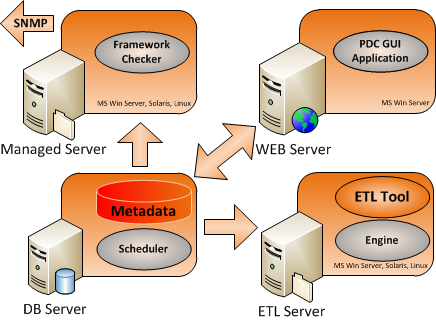 SNMP
Framework
Checker
MS Win Server, Solaris, Linux
Managed Server
PDC GUI
Application
MS Win Server
WEB Server
Metadata
Scheduler
DB Server
ETL Tool
Engine
MS Win Server, Solaris, Linux
ETL Server